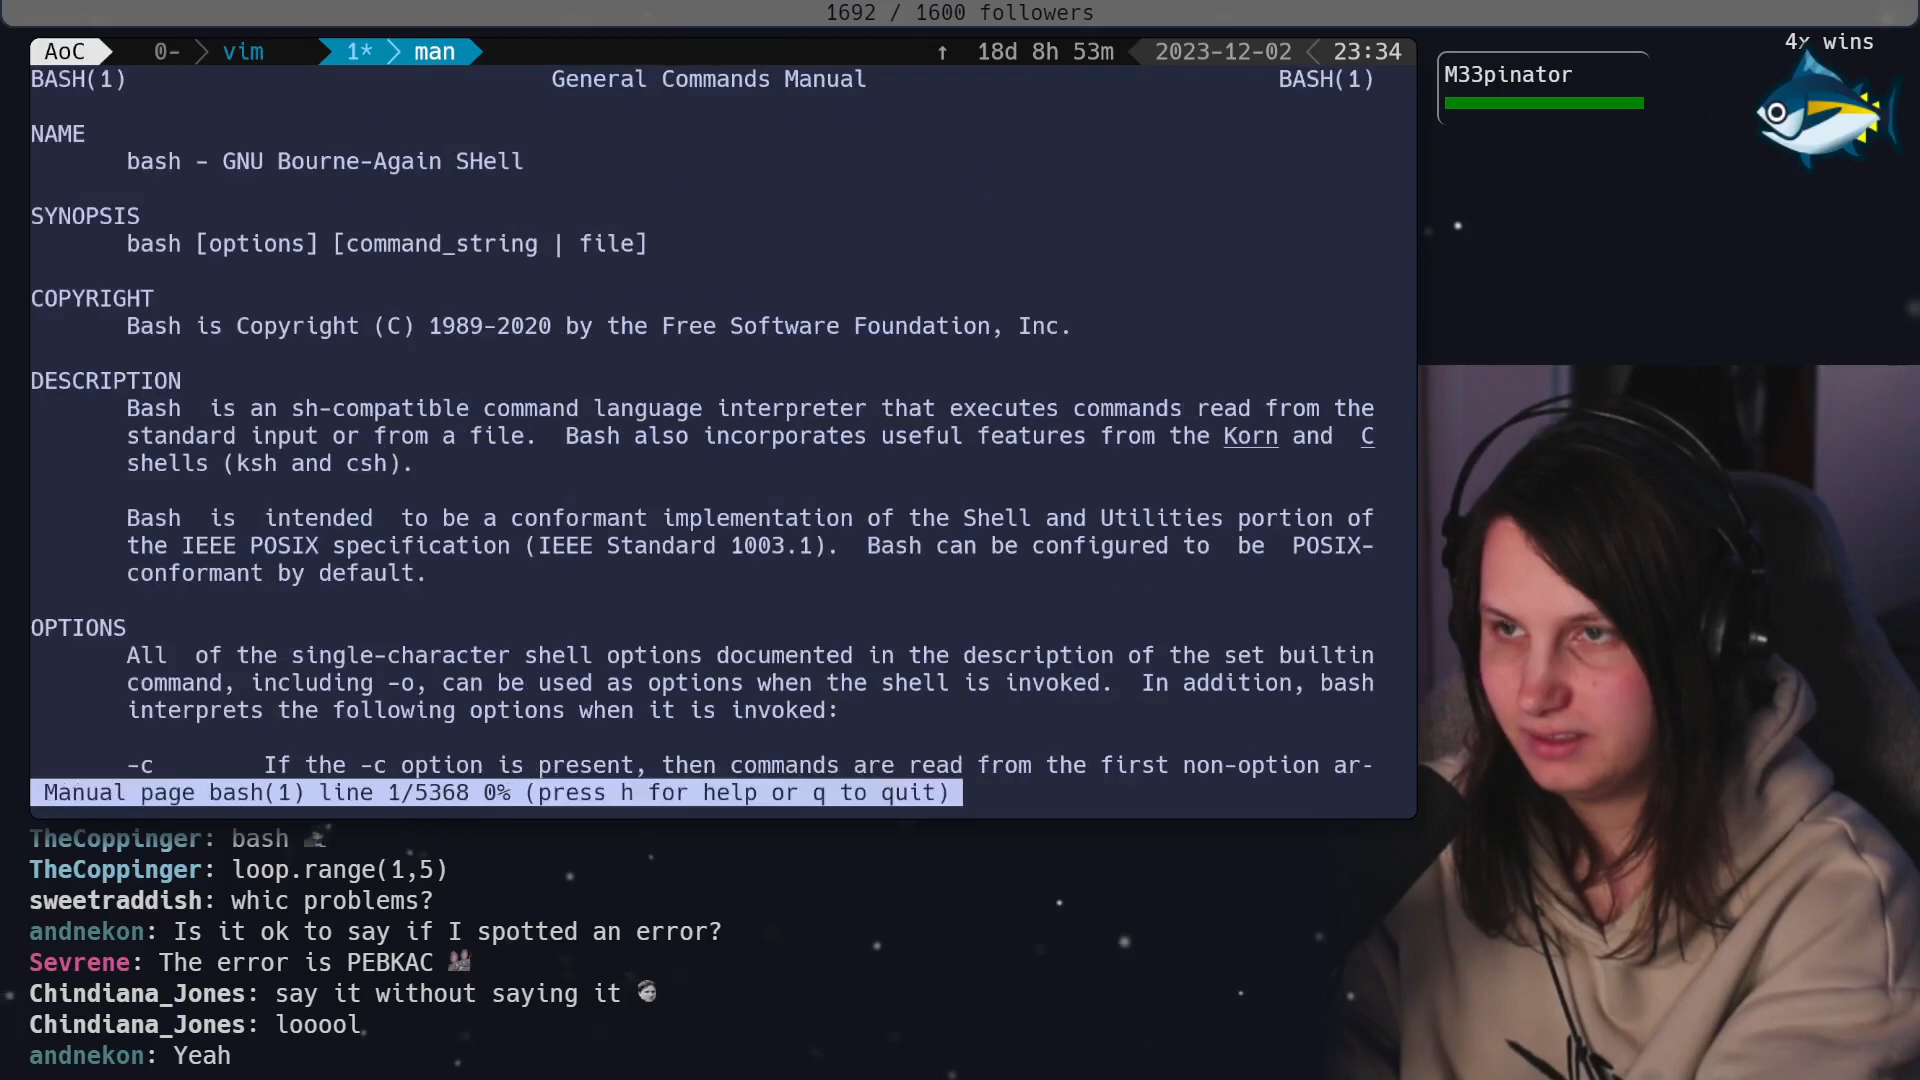 1692 / 1600 followers
AoC 0- vim 1* man ↑ 18d 8h 53m 2023-12-02 23:34
4x wins
M33pinator
BASH(1) General Commands Manual BASH(1)
NAME
bash - GNU Bourne-Again SHell
SYNOPSIS
bash [options] [command_string | file]
COPYRIGHT
Bash is Copyright (C) 1989-2020 by the Free Software Foundation, Inc.
DESCRIPTION
Bash is an sh-compatible command language interpreter that executes commands read from the
standard input or from a file. Bash also incorporates useful features from the Korn and C
shells (ksh and csh).
Bash is intended to be a conformant implementation of the Shell and Utilities portion of
the IEEE POSIX specification (IEEE Standard 1003.1). Bash can be configured to be POSIX-
conformant by default.
OPTIONS
All of the single-character shell options documented in the description of the set builtin
command, including -o, can be used as options when the shell is invoked. In addition, bash
interprets the following options when it is invoked:
-c If the -c option is present, then commands are read from the first non-option ar-
Manual page bash(1) line 1/5368 0% (press h for help or q to quit)
TheCoppinger: bash
TheCoppinger: loop.range(1,5)
sweetraddish: whic problems?
andnekon: Is it ok to say if I spotted an error?
Sevrene: The error is PEBKAC
Chindiana_Jones: say it without saying it
Chindiana_Jones: looool
andnekon: Yeah